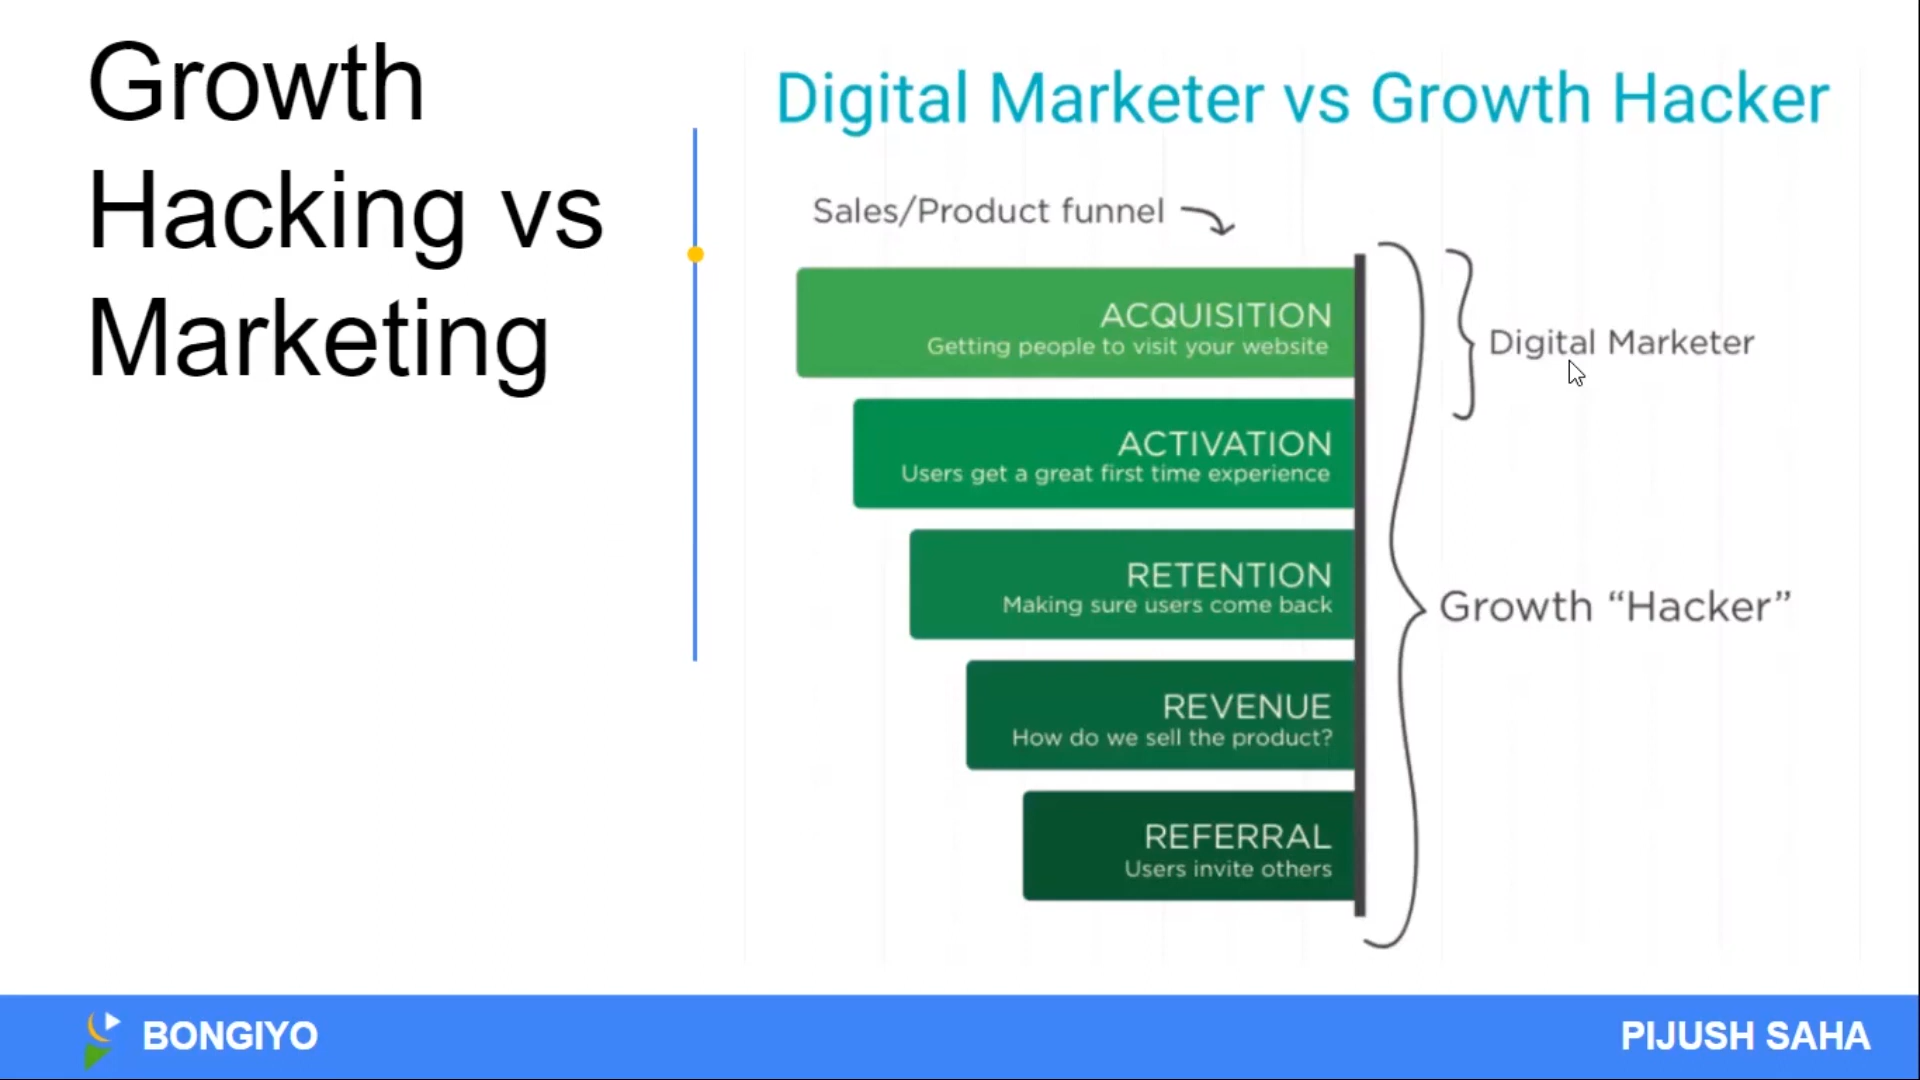 Growth
Hacking vs
Marketing
Digital Marketer vs Growth Hacker
Sales/Product funnel
ACQUISITION
Getting people to visit your website
Digital Marketer
ACTIVATION
Users get a great first time experience
RETENTION
Making sure users come back
Growth “Hacker”
REVENUE
How do we sell the product?
REFERRAL
Users invite others
BONGIYO
PIJUSH SAHA